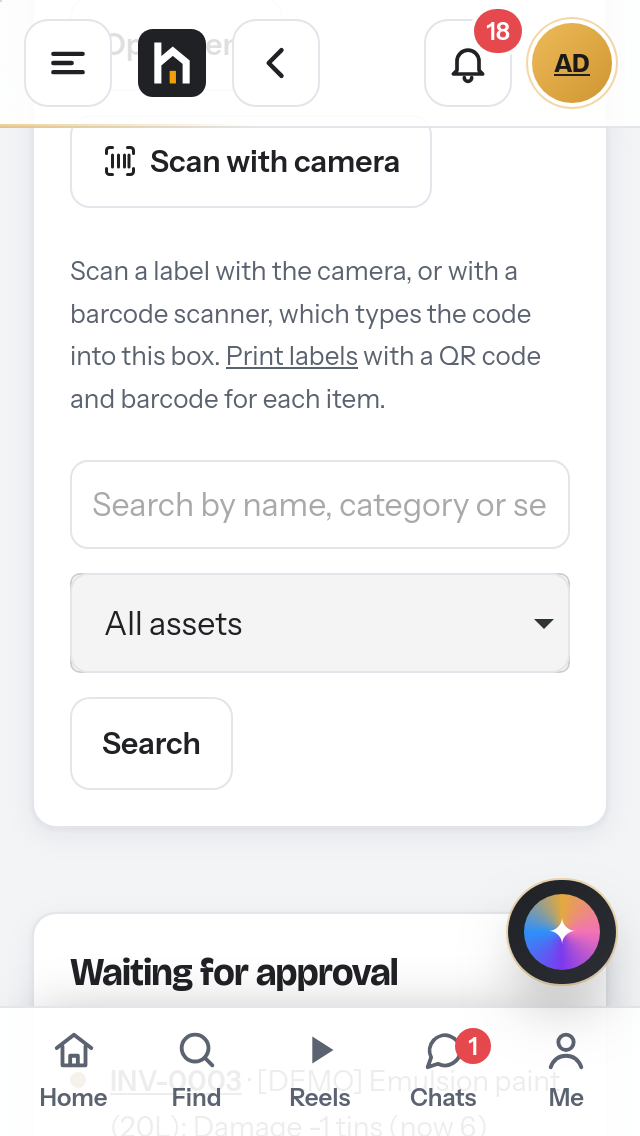 18
AD
Scan with camera
Scan a label with the camera, or with a
barcode scanner, which types the code
into this box. Print labels with a QR code
and barcode for each item.
Search by name, category or se
All assets
Search
Waiting for approval
INV-0003 · [DEMO] Emulsion paint
(20L): Damage -1 tins (now 6)
1
Home
Find
Reels
Chats
Me